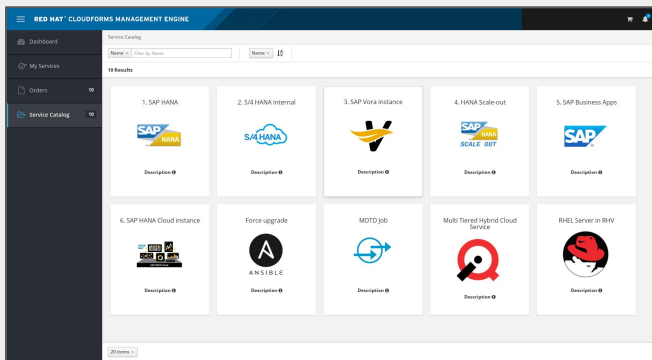 RED HAT® CLOUDFORMS MANAGEMENT ENGINE
Dashboard
My Services
Orders 10
Service Catalog 10
Service Catalog
Name Filter by Name Name
10 Results
1. SAP HANA
SAP HANA
Description
2. S/4 HANA internal
S/4 HANA
Description
3. SAP Vora instance
Description
4. HANA Scale-out
SAP HANA
SCALE OUT
Description
5. SAP Business Apps
SAP
Description
6. SAP HANA Cloud instance
Description
Force upgrade
A
ANSIBLE
Description
MOTD Job
Description
Multi Tiered Hybrid Cloud
Service
Description
RHEL Server in RHV
Description
20 items